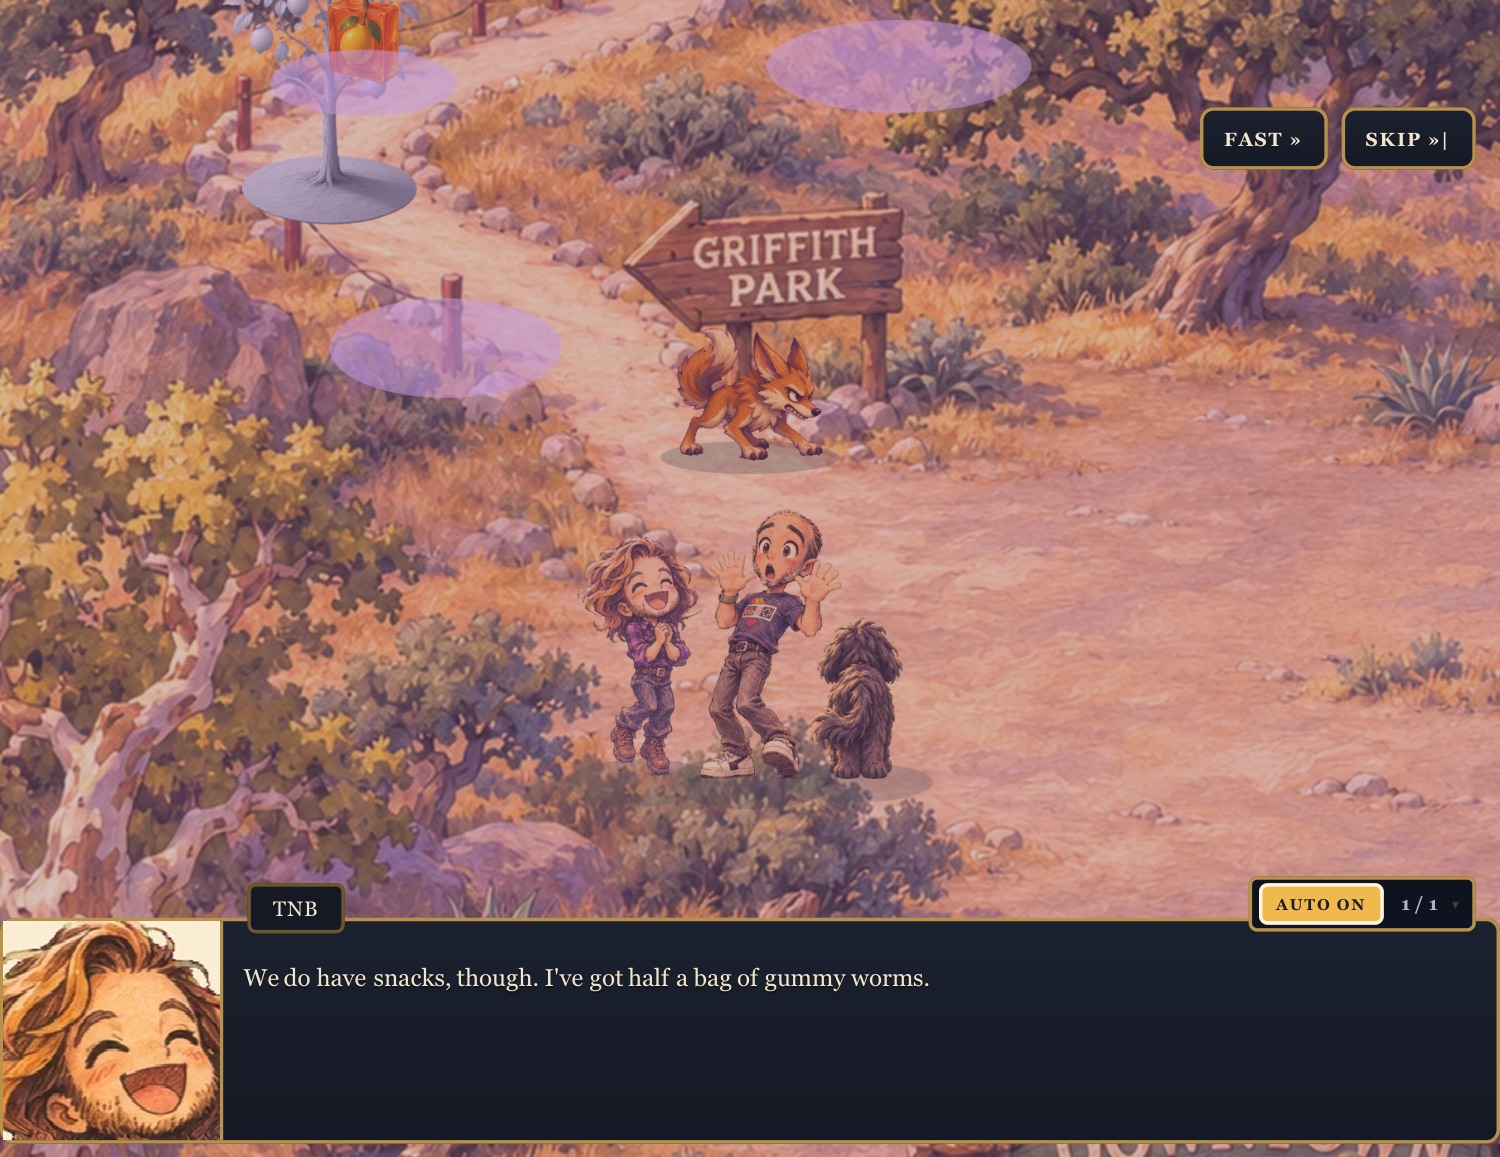 FAST »
SKIP »|
GRIFFITH
PARK
TNB
AUTO ON
1 / 1
We do have snacks, though. I've got half a bag of gummy worms.